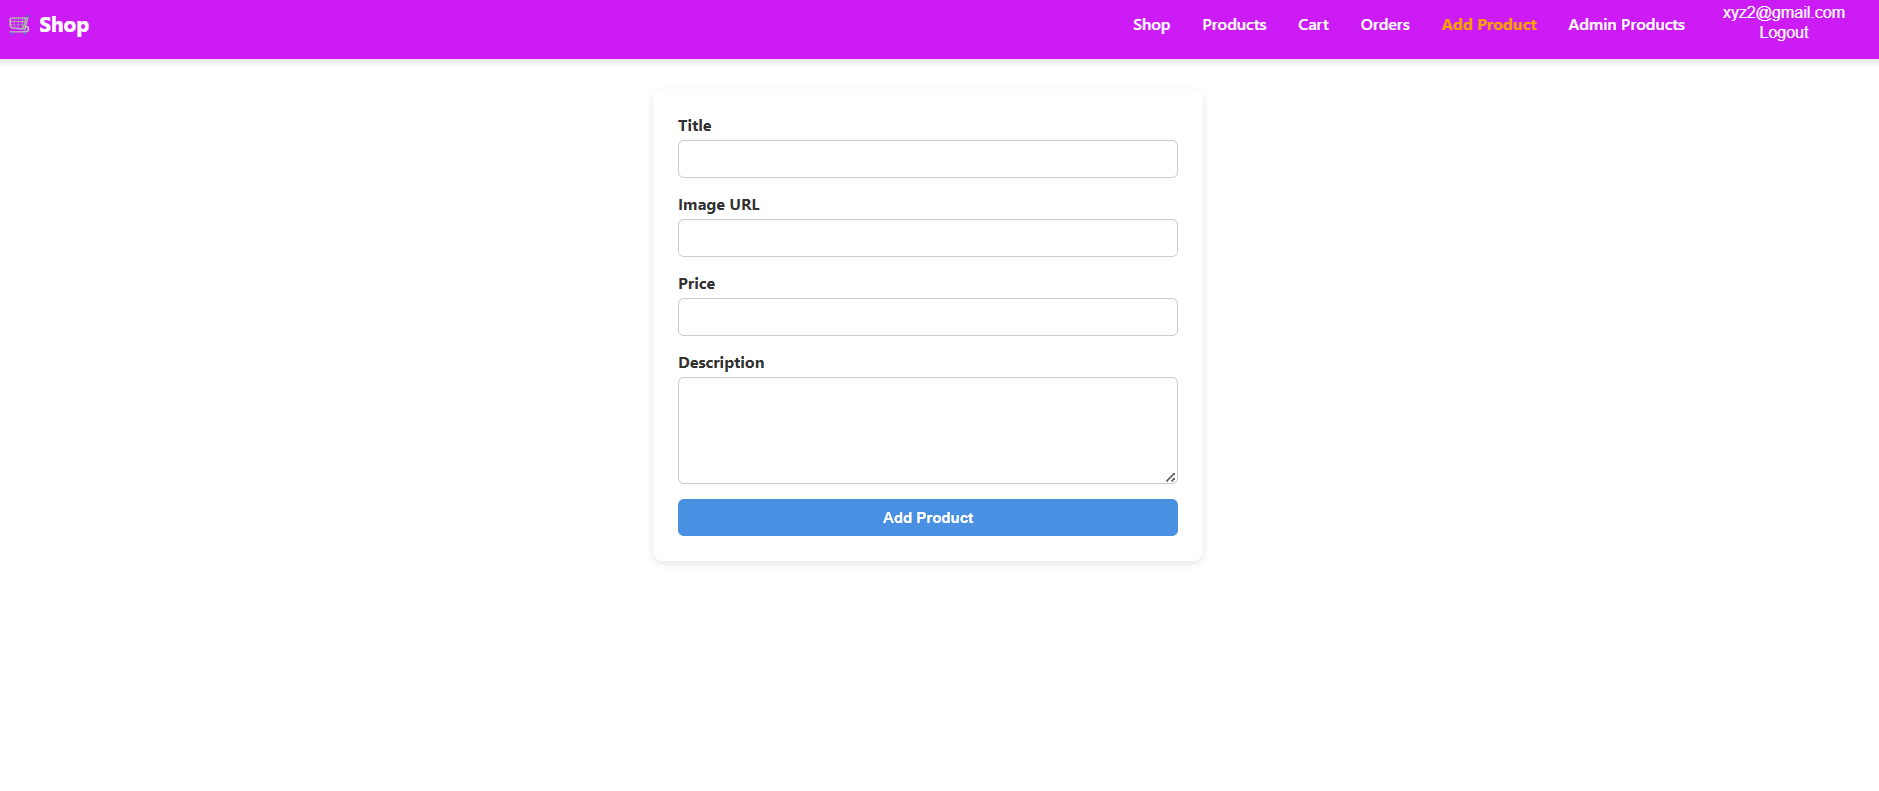 Shop
Shop Products Cart Orders Add Product Admin Products
xyz2@gmail.com
Logout
Title
Image URL
Price
Description
Add Product